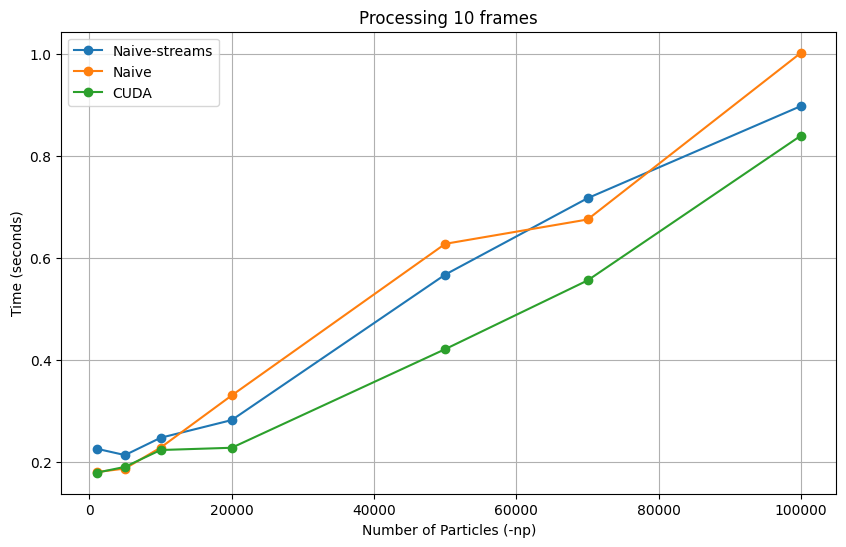 Processing 10 frames
Naive-streams
Naive
CUDA
1.0
0.8
0.6
0.4
0.2
Time (seconds)
0 20000 40000 60000 80000 100000
Number of Particles (-np)